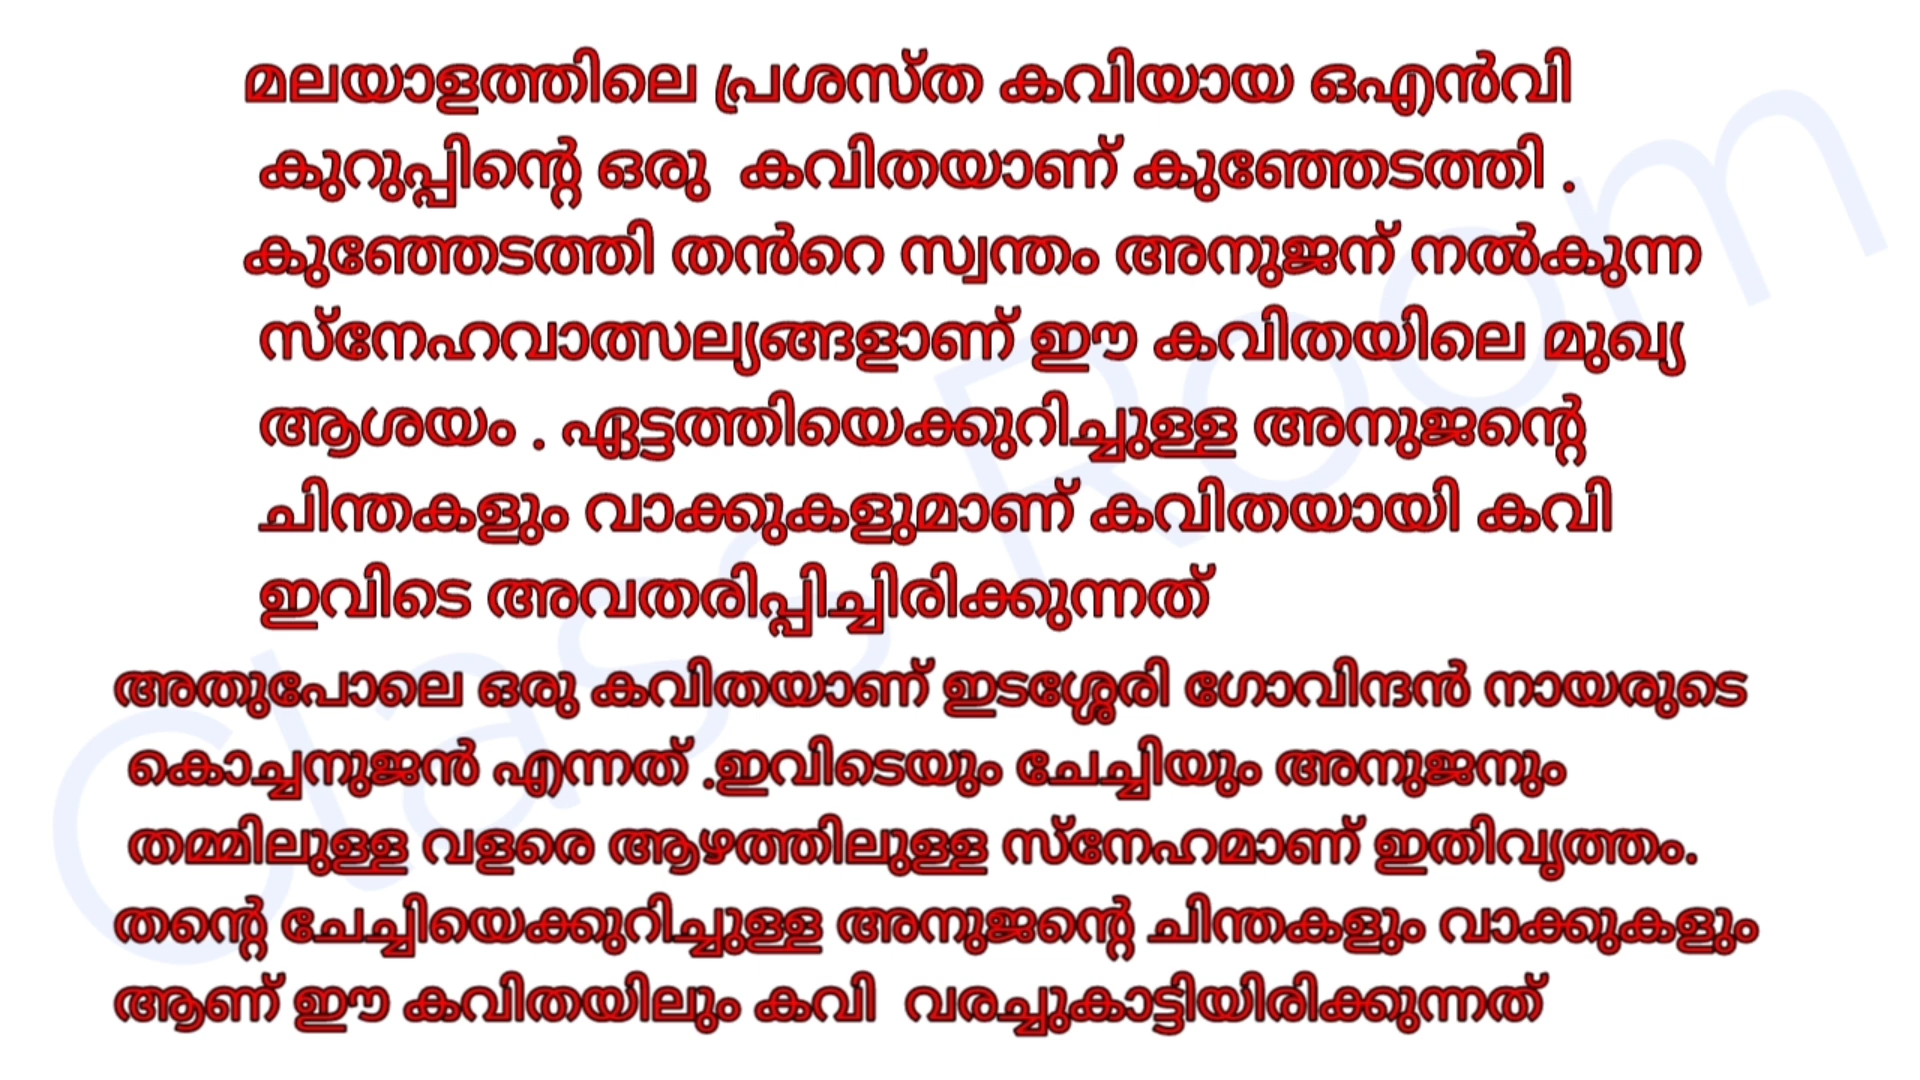 മലയാളത്തിലെ പ്രശസ്ത കവിയായ ഒഎൻവി
കുറുപ്പിന്റെ ഒരു കവിതയാണ് കുഞ്ഞേടത്തി .
കുഞ്ഞേടത്തി തൻറെ സ്വന്തം അനുജന് നൽകുന്ന
സ്നേഹവാത്സല്യങ്ങളാണ് ഈ കവിതയിലെ മുഖ്യ
ആശയം . ഏട്ടത്തിയെക്കുറിച്ചുള്ള അനുജന്റെ
ചിന്തകളും വാക്കുകളുമാണ് കവിതയായി കവി
ഇവിടെ അവതരിപ്പിച്ചിരിക്കുന്നത്
അതുപോലെ ഒരു കവിതയാണ് ഇടശ്ശേരി ഗോവിന്ദൻ നായരുടെ
കൊച്ചനുജൻ എന്നത് .ഇവിടെയും ചേച്ചിയും അനുജനും
തമ്മിലുള്ള വളരെ ആഴത്തിലുള്ള സ്നേഹമാണ് ഇതിവൃത്തം.
തന്റെ ചേച്ചിയെക്കുറിച്ചുള്ള അനുജന്റെ ചിന്തകളും വാക്കുകളും
ആണ് ഈ കവിതയിലും കവി വരച്ചുകാട്ടിയിരിക്കുന്നത്
Class Room